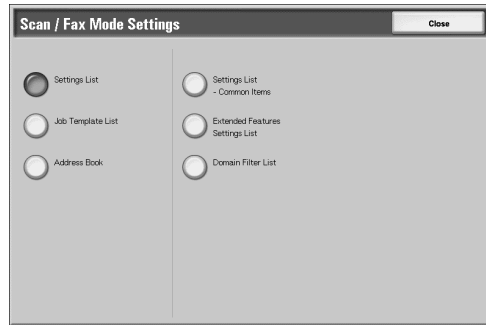 Scan / Fax Mode Settings
Close
Settings List
Job Template List
Address Book
Settings List
- Common Items
Extended Features
Settings List
Domain Filter List